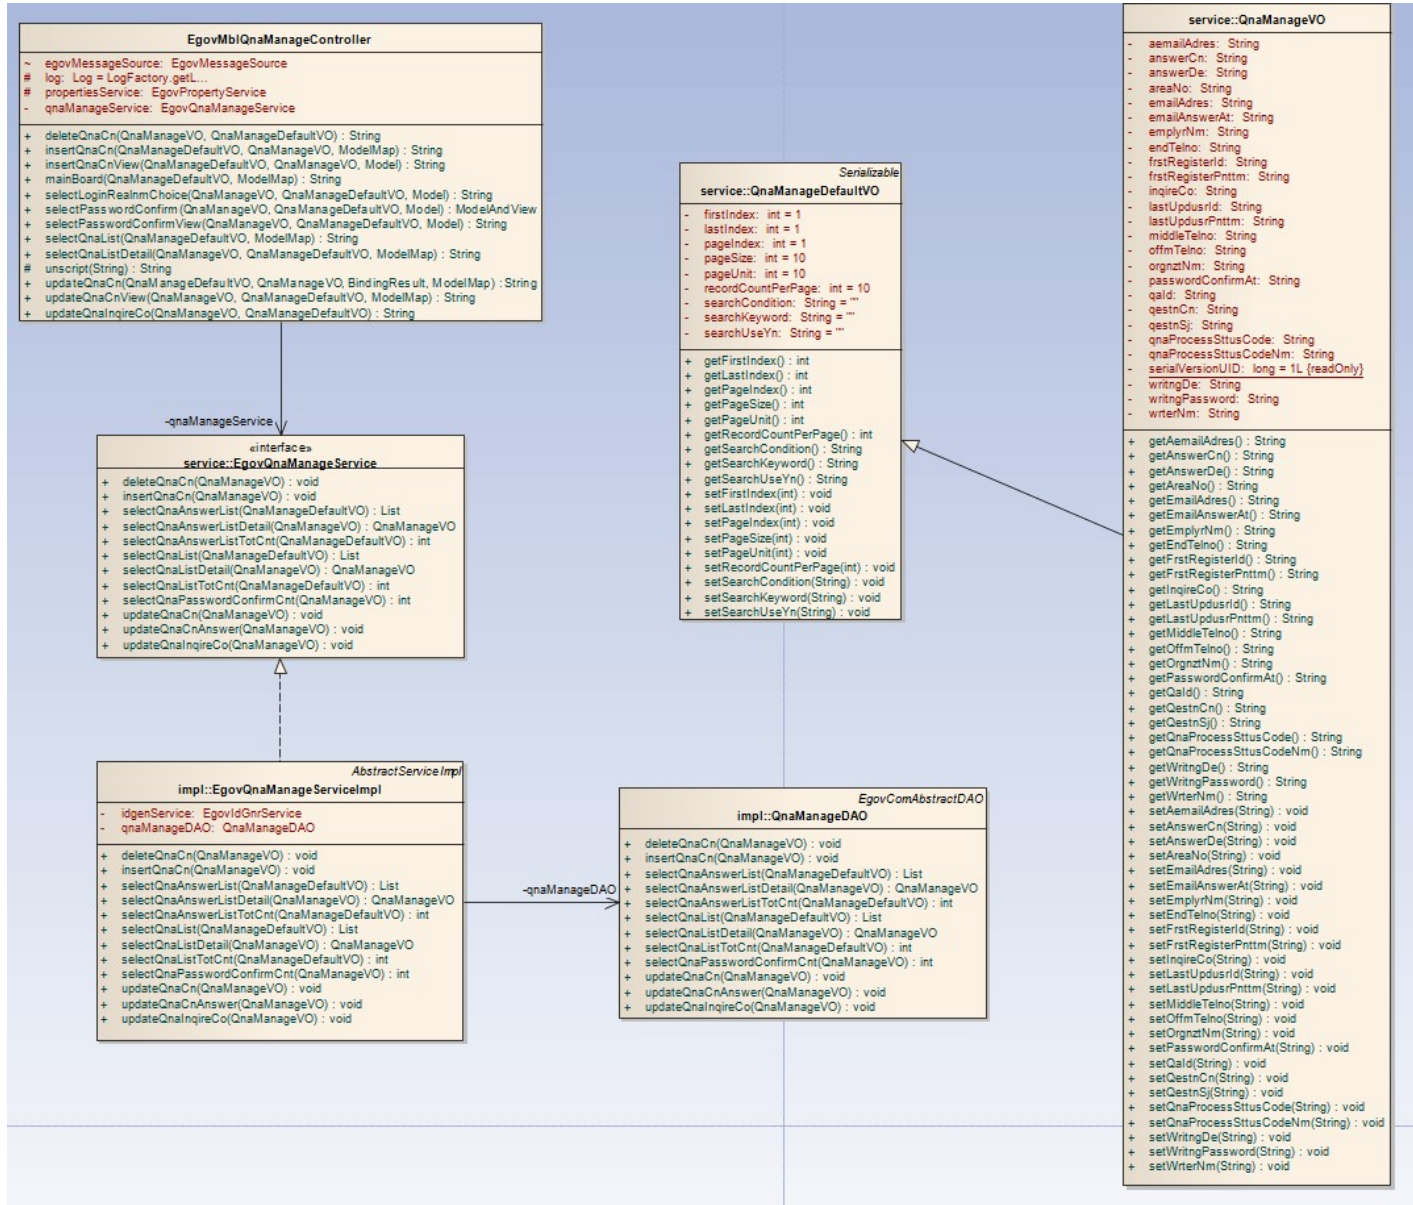 EgovMblQnaManageController
~ egovMessageSource: EgovMessageSource
# log: Log = LogFactory.getL...
# propertiesService: EgovPropertyService
- qnaManageService: EgovQnaManageService
+ deleteQnaCn(QnaManageVO, QnaManageDefaultVO) : String
+ insertQnaCn(QnaManageDefaultVO, QnaManageVO, ModelMap) : String
+ insertQnaCnView(QnaManageDefaultVO, QnaManageVO, Model) : String
+ mainBoard(QnaManageDefaultVO, ModelMap) : String
+ selectLoginRealnmChoice(QnaManageVO, QnaManageDefaultVO, Model) : String
+ selectPasswordConfirm(QnaManageVO, QnaManageDefaultVO, Model) : ModelAndView
+ selectPasswordConfirmView(QnaManageVO, QnaManageDefaultVO, Model) : String
+ selectQnaList(QnaManageDefaultVO, ModelMap) : String
+ selectQnaListDetail(QnaManageVO, QnaManageDefaultVO, ModelMap) : String
# unscript(String) : String
+ updateQnaCn(QnaManageDefaultVO, QnaManageVO, BindingResult, ModelMap) : String
+ updateQnaCnView(QnaManageVO, QnaManageDefaultVO, ModelMap) : String
+ updateQnaInqireCo(QnaManageVO, QnaManageDefaultVO) : String
-qnaManageService
«interface»
service::EgovQnaManageService
+ deleteQnaCn(QnaManageVO) : void
+ insertQnaCn(QnaManageVO) : void
+ selectQnaAnswerList(QnaManageDefaultVO) : List
+ selectQnaAnswerListDetail(QnaManageVO) : QnaManageVO
+ selectQnaAnswerListTotCnt(QnaManageDefaultVO) : int
+ selectQnaList(QnaManageDefaultVO) : List
+ selectQnaListDetail(QnaManageVO) : QnaManageVO
+ selectQnaListTotCnt(QnaManageDefaultVO) : int
+ selectQnaPasswordConfirmCnt(QnaManageVO) : int
+ updateQnaCn(QnaManageVO) : void
+ updateQnaCnAnswer(QnaManageVO) : void
+ updateQnaInqireCo(QnaManageVO) : void
AbstractServiceImpl
impl::EgovQnaManageServiceImpl
- idgenService: EgovIdGnrService
- qnaManageDAO: QnaManageDAO
+ deleteQnaCn(QnaManageVO) : void
+ insertQnaCn(QnaManageVO) : void
+ selectQnaAnswerList(QnaManageDefaultVO) : List
+ selectQnaAnswerListDetail(QnaManageVO) : QnaManageVO
+ selectQnaAnswerListTotCnt(QnaManageDefaultVO) : int
+ selectQnaList(QnaManageDefaultVO) : List
+ selectQnaListDetail(QnaManageVO) : QnaManageVO
+ selectQnaListTotCnt(QnaManageDefaultVO) : int
+ selectQnaPasswordConfirmCnt(QnaManageVO) : int
+ updateQnaCn(QnaManageVO) : void
+ updateQnaCnAnswer(QnaManageVO) : void
+ updateQnaInqireCo(QnaManageVO) : void
-qnaManageDAO
EgovComAbstractDAO
impl::QnaManageDAO
+ deleteQnaCn(QnaManageVO) : void
+ insertQnaCn(QnaManageVO) : void
+ selectQnaAnswerList(QnaManageDefaultVO) : List
+ selectQnaAnswerListDetail(QnaManageVO) : QnaManageVO
+ selectQnaAnswerListTotCnt(QnaManageDefaultVO) : int
+ selectQnaList(QnaManageDefaultVO) : List
+ selectQnaListDetail(QnaManageVO) : QnaManageVO
+ selectQnaListTotCnt(QnaManageDefaultVO) : int
+ selectQnaPasswordConfirmCnt(QnaManageVO) : int
+ updateQnaCn(QnaManageVO) : void
+ updateQnaCnAnswer(QnaManageVO) : void
+ updateQnaInqireCo(QnaManageVO) : void
Serializable
service::QnaManageDefaultVO
- firstIndex: int = 1
- lastIndex: int = 1
- pageIndex: int = 1
- pageSize: int = 10
- pageUnit: int = 10
- recordCountPerPage: int = 10
- searchCondition: String = ""
- searchKeyword: String = ""
- searchUseYn: String = ""
+ getFirstIndex() : int
+ getLastIndex() : int
+ getPageIndex() : int
+ getPageSize() : int
+ getPageUnit() : int
+ getRecordCountPerPage() : int
+ getSearchCondition() : String
+ getSearchKeyword() : String
+ getSearchUseYn() : String
+ setFirstIndex(int) : void
+ setLastIndex(int) : void
+ setPageIndex(int) : void
+ setPageSize(int) : void
+ setPageUnit(int) : void
+ setRecordCountPerPage(int) : void
+ setSearchCondition(String) : void
+ setSearchKeyword(String) : void
+ setSearchUseYn(String) : void
service::QnaManageVO
- aemailAdres: String
- answerCn: String
- answerDe: String
- areaNo: String
- emailAdres: String
- emailAnswerAt: String
- emplyrNm: String
- endTelno: String
- frstRegisterId: String
- frstRegisterPnttm: String
- inqireCo: String
- lastUpdusrId: String
- lastUpdusrPnttm: String
- middleTelno: String
- offmTelno: String
- orgnztNm: String
- passwordConfirmAt: String
- qaId: String
- qestnCn: String
- qestnSj: String
- qnaProcessSttusCode: String
- qnaProcessSttusCodeNm: String
- serialVersionUID: long = 1L {readOnly}
- writngDe: String
- writngPassword: String
- wrterNm: String
+ getAemailAdres() : String
+ getAnswerCn() : String
+ getAnswerDe() : String
+ getAreaNo() : String
+ getEmailAdres() : String
+ getEmailAnswerAt() : String
+ getEmplyrNm() : String
+ getEndTelno() : String
+ getFrstRegisterId() : String
+ getFrstRegisterPnttm() : String
+ getInqireCo() : String
+ getLastUpdusrId() : String
+ getLastUpdusrPnttm() : String
+ getMiddleTelno() : String
+ getOffmTelno() : String
+ getOrgnztNm() : String
+ getPasswordConfirmAt() : String
+ getQaId() : String
+ getQestnCn() : String
+ getQestnSj() : String
+ getQnaProcessSttusCode() : String
+ getQnaProcessSttusCodeNm() : String
+ getWritngDe() : String
+ getWritngPassword() : String
+ getWrterNm() : String
+ setAemailAdres(String) : void
+ setAnswerCn(String) : void
+ setAnswerDe(String) : void
+ setAreaNo(String) : void
+ setEmailAdres(String) : void
+ setEmailAnswerAt(String) : void
+ setEmplyrNm(String) : void
+ setEndTelno(String) : void
+ setFrstRegisterId(String) : void
+ setFrstRegisterPnttm(String) : void
+ setInqireCo(String) : void
+ setLastUpdusrId(String) : void
+ setLastUpdusrPnttm(String) : void
+ setMiddleTelno(String) : void
+ setOffmTelno(String) : void
+ setOrgnztNm(String) : void
+ setPasswordConfirmAt(String) : void
+ setQaId(String) : void
+ setQestnCn(String) : void
+ setQestnSj(String) : void
+ setQnaProcessSttusCode(String) : void
+ setQnaProcessSttusCodeNm(String) : void
+ setWritngDe(String) : void
+ setWritngPassword(String) : void
+ setWrterNm(String) : void